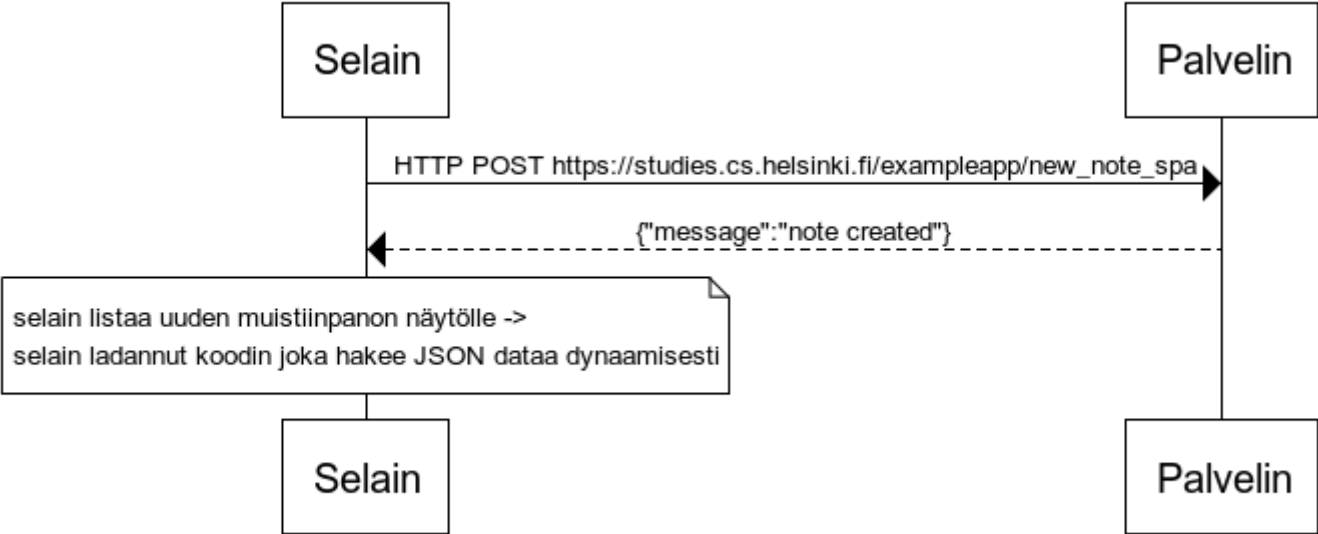 Selain
Palvelin
HTTP POST https://studies.cs.helsinki.fi/exampleapp/new_note_spa
{"message":"note created"}
selain listaa uuden muistiinpanon näytölle ->
selain ladannut koodin joka hakee JSON dataa dynaamisesti
Selain
Palvelin